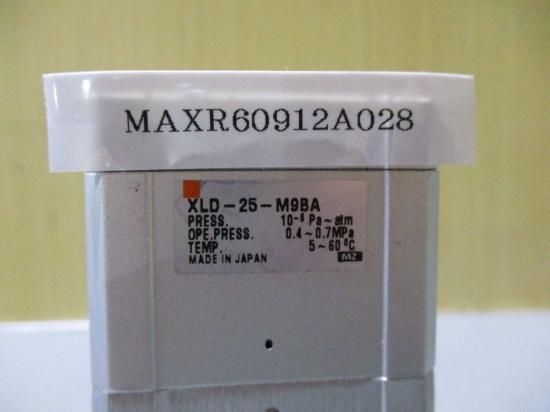 MAXR60912A028
XLD-25-M9BA
PRESS. 10⁻⁶ Pa~atm
OPE.PRESS. 0.4~0.7MPa
TEMP. 5~60℃
MADE IN JAPAN MZ